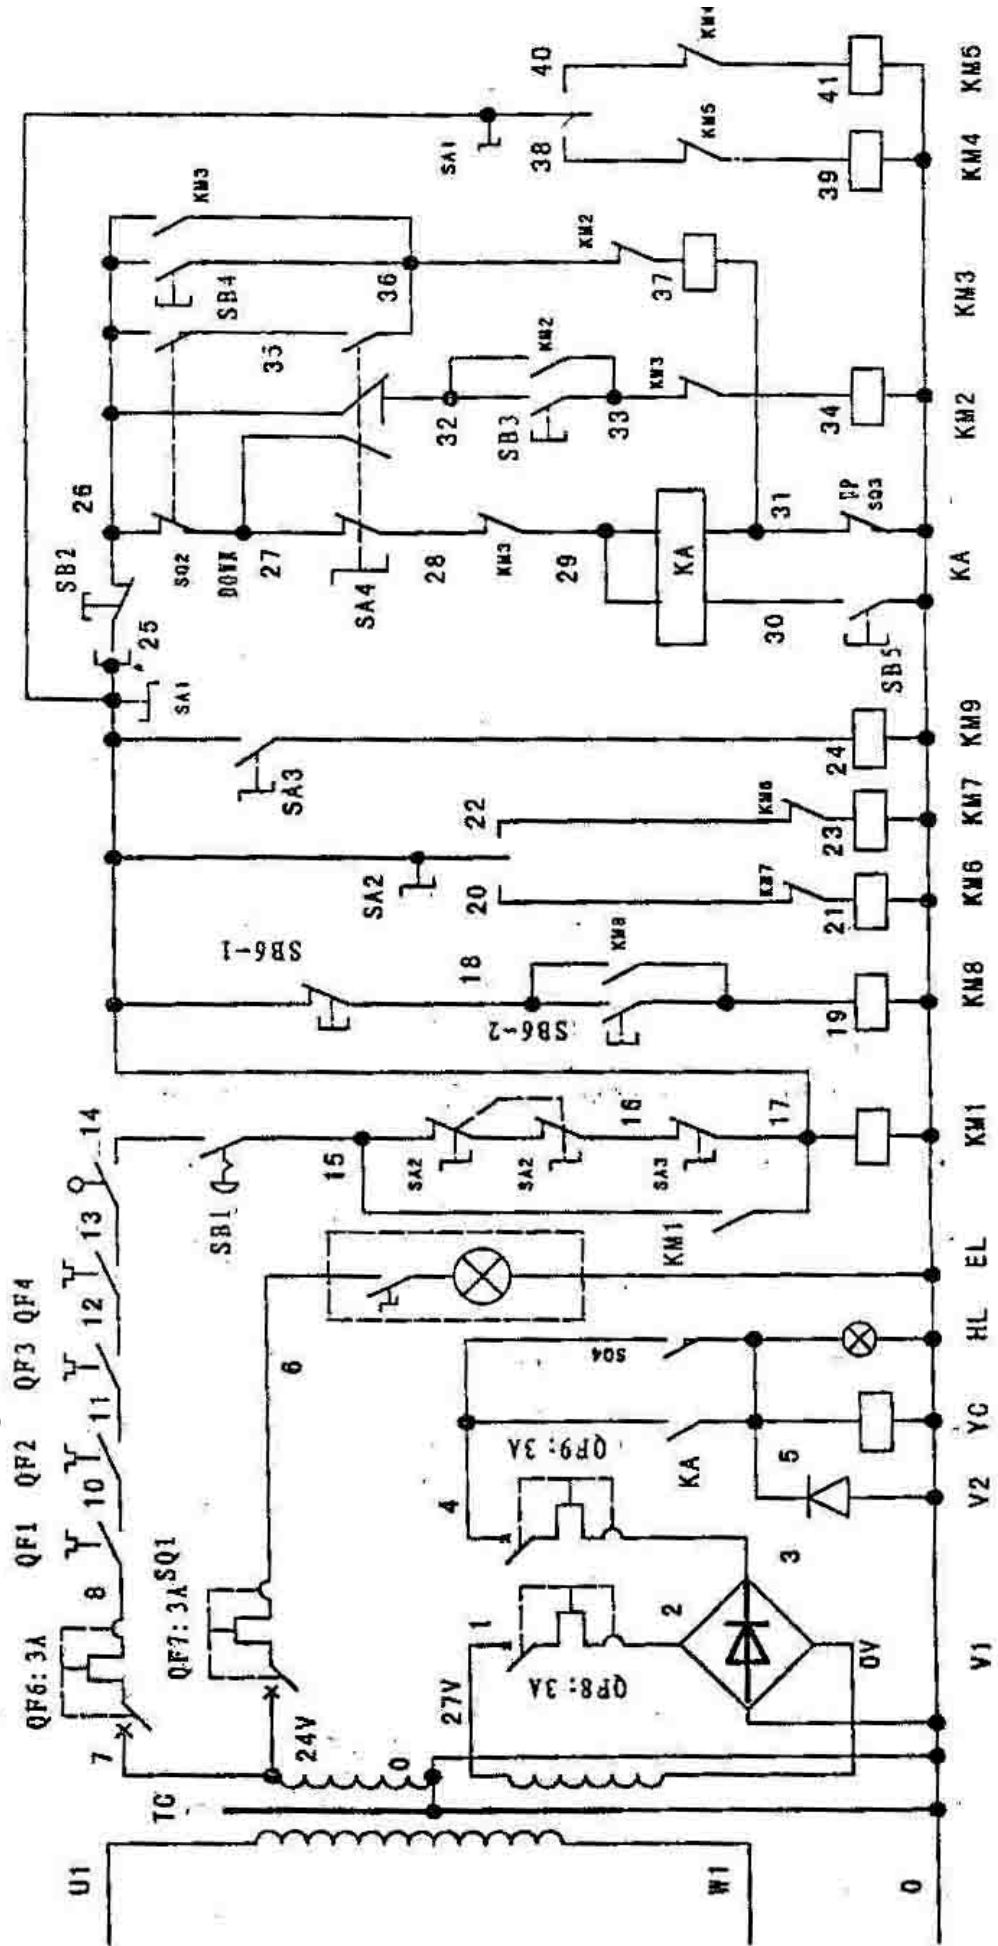 U1
W1
0
TC
7
QF6:3A
8
QF1
10
QF2
11
QF3
12
QF4
13
14
24V
0
QF7:3A
SQ1
6
27V
1
QF8:3A
2
0V
3
4
QF9:3A
KA
5
SQ4
V1
V2
YC
HL
EL
SB1
15
KM1
SA2
SA2
16
SA3
17
KM1
SB6-1
18
SB6-2
KM8
19
KM8
SA2
20
22
KM7
KM6
21
23
KM6
KM7
SA3
24
KM9
SA1
25
SB2
26
SQ2
DOWN
27
SA4
28
KM3
29
KA
30
31
SB5
UP
SQ3
KA
32
SB3
KM2
33
KM3
34
KM2
35
SB4
KM3
36
KM2
37
KM3
SA1
38
40
KM5
KM4
39
41
KM4
KM5